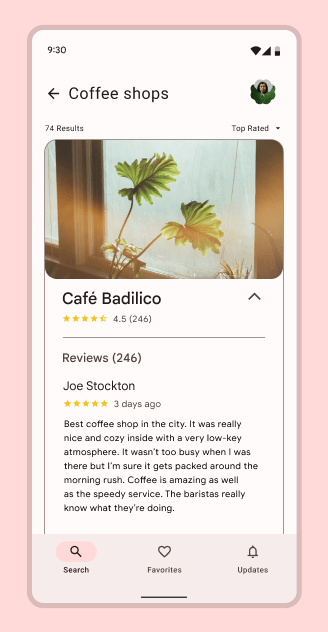 9:30
Coffee shops
74 Results
Top Rated
Café Badilico
4.5 (246)
Reviews (246)
Joe Stockton
3 days ago
Best coffee shop in the city. It was really
nice and cozy inside with a very low-key
atmosphere. It wasn't too busy when I was
there but I'm sure it gets packed around the
morning rush. Coffee is amazing as well
as the speedy service. The baristas really
know what they're doing.
Search
Favorites
Updates